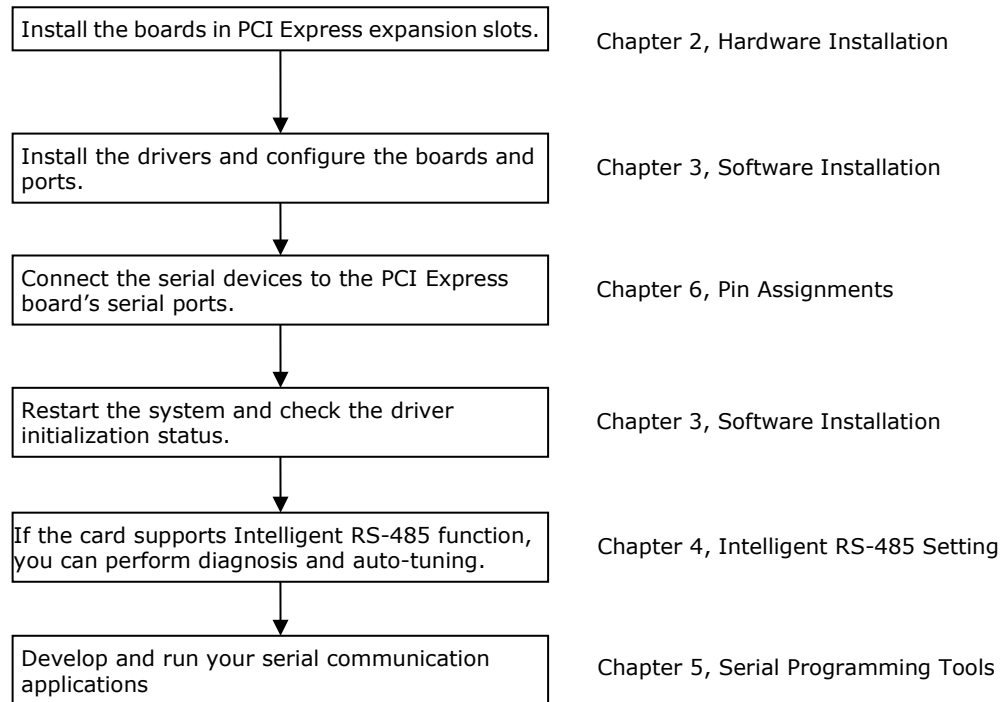 Install the boards in PCI Express expansion slots.
Chapter 2, Hardware Installation
Install the drivers and configure the boards and
ports.
Chapter 3, Software Installation
Connect the serial devices to the PCI Express
board’s serial ports.
Chapter 6, Pin Assignments
Restart the system and check the driver
initialization status.
Chapter 3, Software Installation
If the card supports Intelligent RS-485 function,
you can perform diagnosis and auto-tuning.
Chapter 4, Intelligent RS-485 Setting
Develop and run your serial communication
applications
Chapter 5, Serial Programming Tools